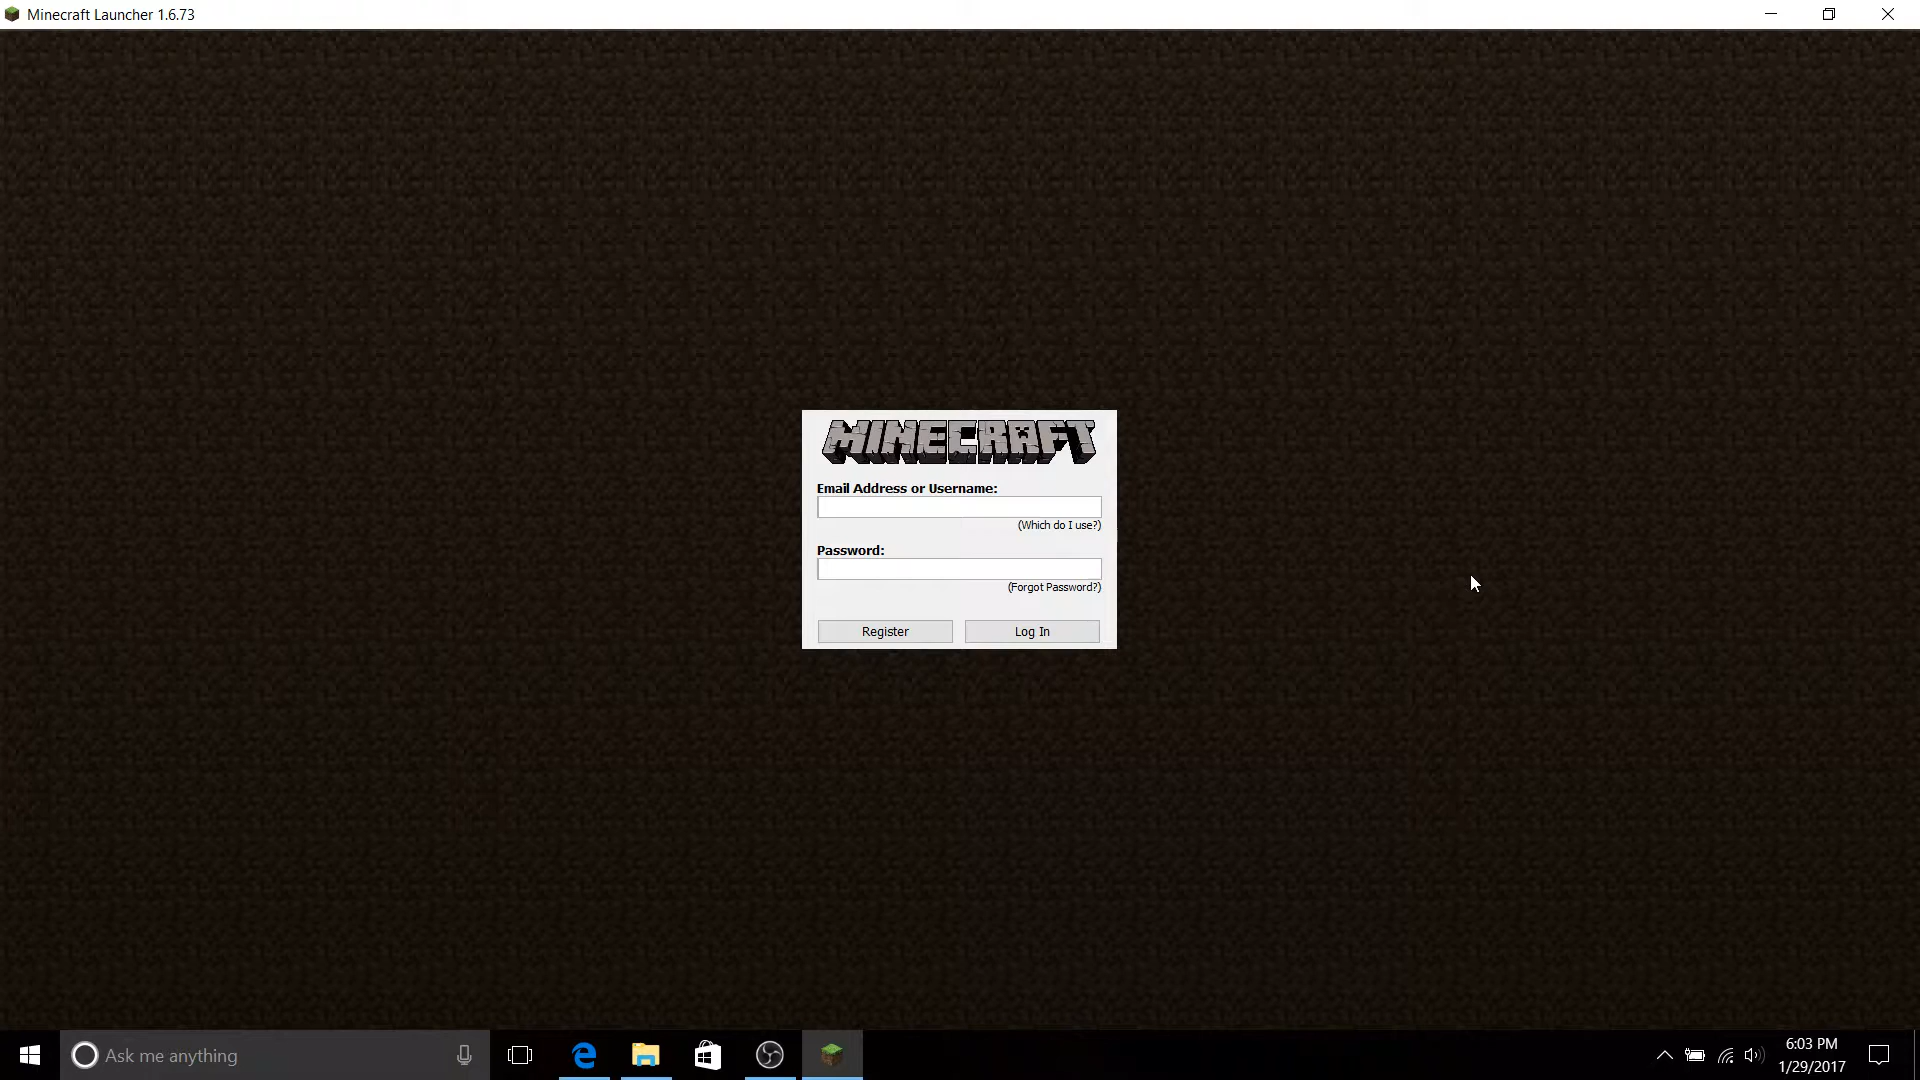 Minecraft Launcher 1.6.73
MINECRAFT
Email Address or Username:
(Which do I use?)
Password:
(Forgot Password?)
Register
Log In
Ask me anything
6:03 PM
1/29/2017